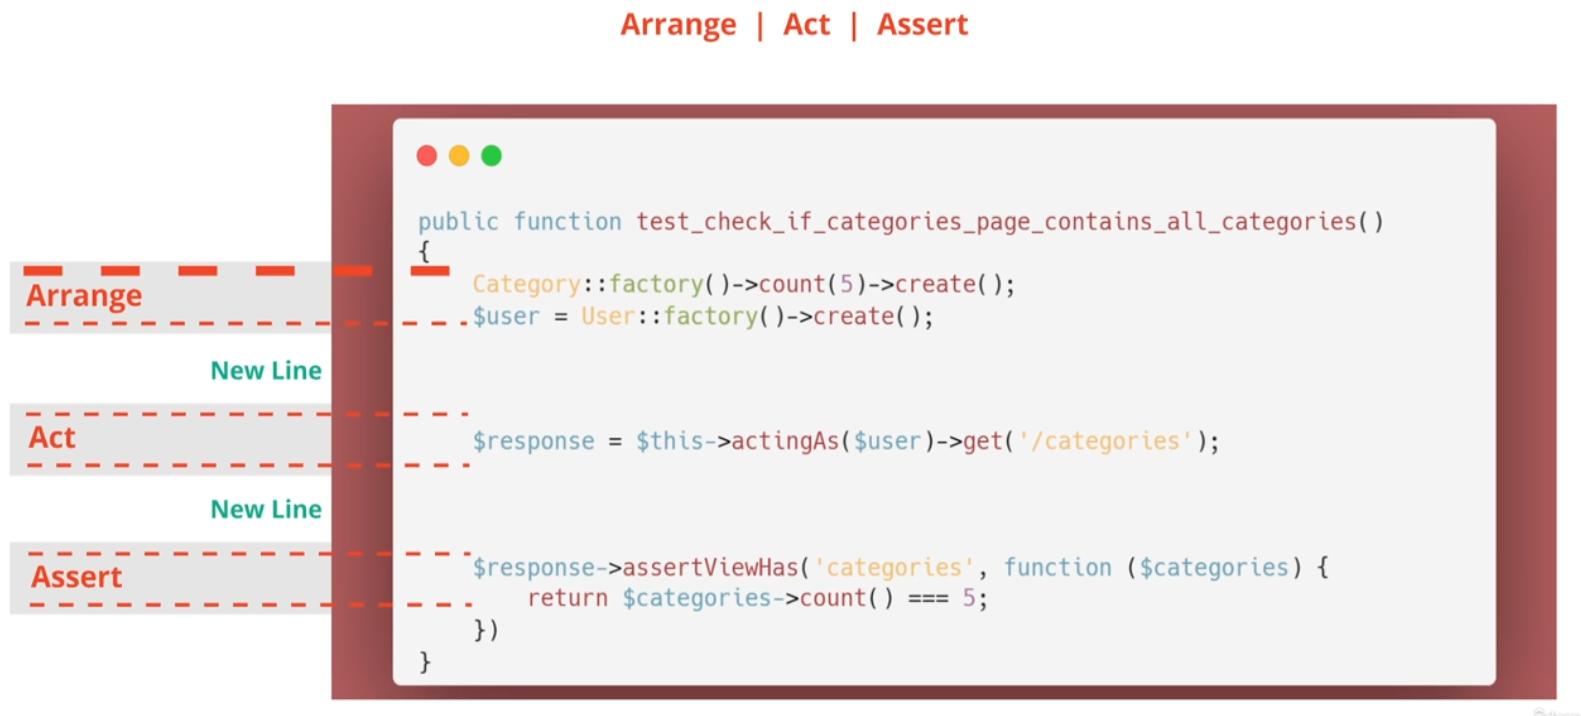 Arrange | Act | Assert
public function test_check_if_categories_page_contains_all_categories()
{
Arrange
Category::factory()->count(5)->create();
$user = User::factory()->create();
New Line
Act
$response = $this->actingAs($user)->get('/categories');
New Line
Assert
$response->assertViewHas('categories', function ($categories) {
return $categories->count() === 5;
})
}